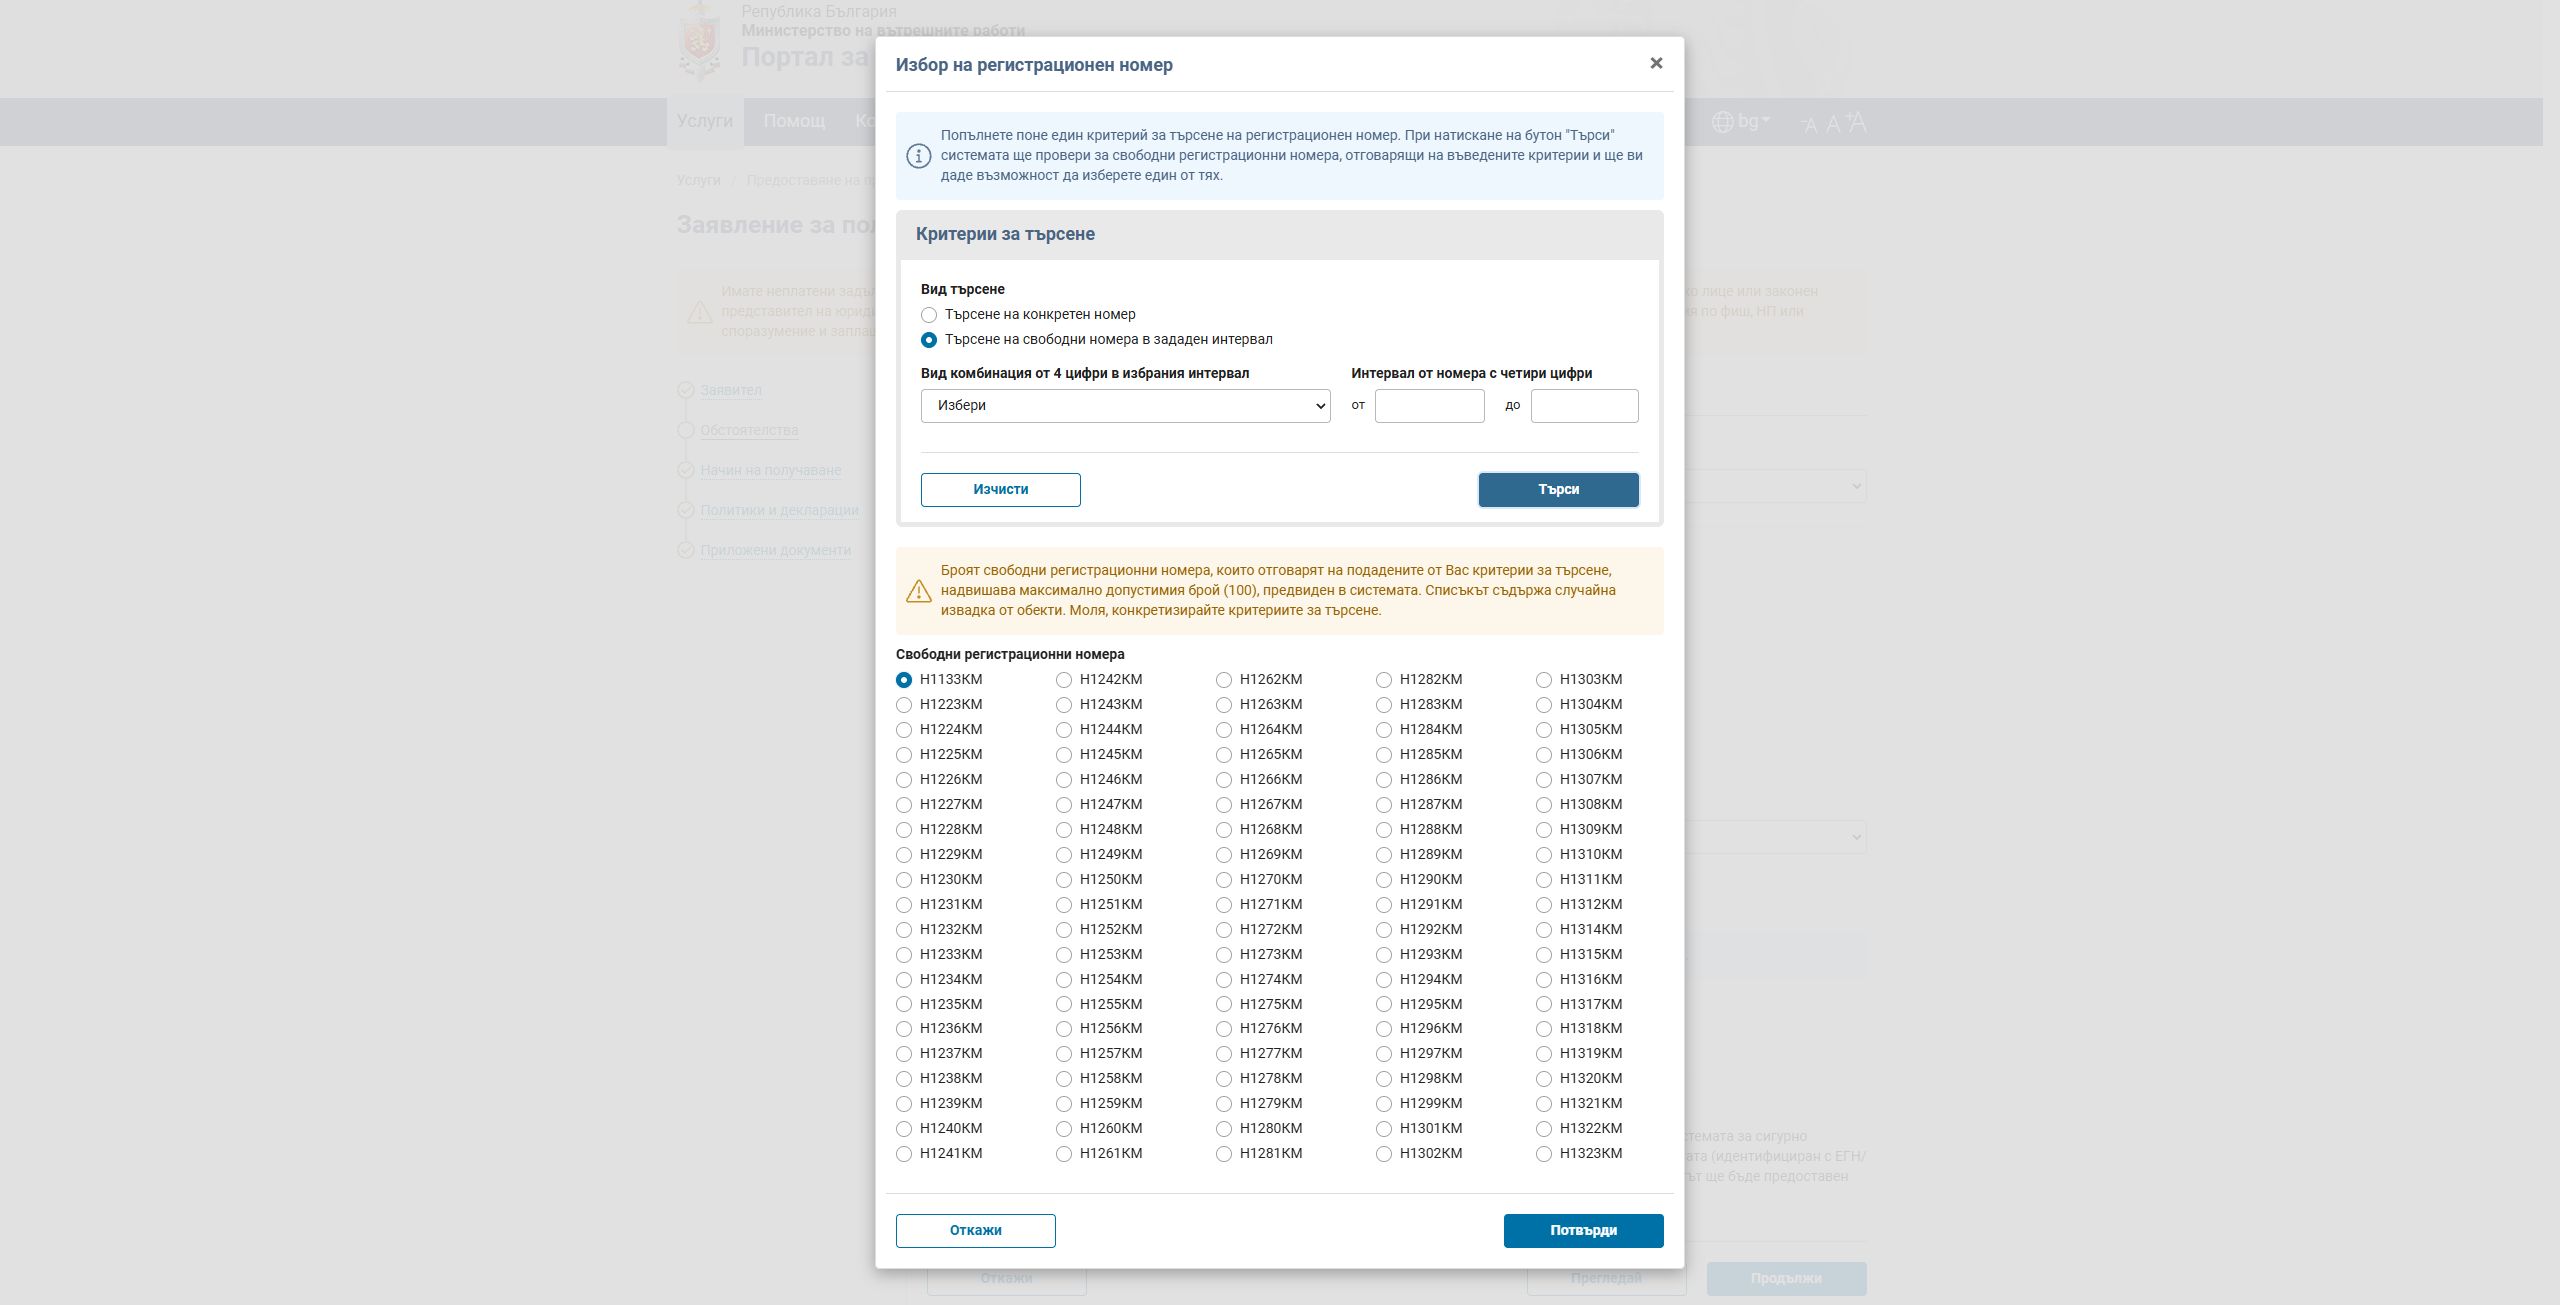 Република България
Министерство на вътрешните работи
Портал за
Услуги Помощ
bg
A A A
Услуги / Предоставяне на
Заявление за
Имате неплатени
лице или законен
представител на
по фиш, НП или
споразумение и
Заявител
Обстоятелства
Начин на получаване
Политики и декларации
Приложени документи
Избор на регистрационен номер
×
Попълнете поне един критерий за търсене на регистрационен номер. При натискане на бутон "Търси"
системата ще провери за свободни регистрационни номера, отговарящи на въведените критерии и ще ви
даде възможност да изберете един от тях.
Критерии за търсене
Вид търсене
Търсене на конкретен номер
Търсене на свободни номера в зададен интервал
Вид комбинация от 4 цифри в избрания интервал Интервал от номера с четири цифри
Избери от до
Изчисти Търси
Броят свободни регистрационни номера, които отговарят на подадените от Вас критерии за търсене,
надвишава максимално допустимия брой (100), предвиден в системата. Списъкът съдържа случайна
извадка от обекти. Моля, конкретизирайте критериите за търсене.
Свободни регистрационни номера
H1133KM H1242KM H1262KM H1282KM H1303KM
H1223KM H1243KM H1263KM H1283KM H1304KM
H1224KM H1244KM H1264KM H1284KM H1305KM
H1225KM H1245KM H1265KM H1285KM H1306KM
H1226KM H1246KM H1266KM H1286KM H1307KM
H1227KM H1247KM H1267KM H1287KM H1308KM
H1228KM H1248KM H1268KM H1288KM H1309KM
H1229KM H1249KM H1269KM H1289KM H1310KM
H1230KM H1250KM H1270KM H1290KM H1311KM
H1231KM H1251KM H1271KM H1291KM H1312KM
H1232KM H1252KM H1272KM H1292KM H1314KM
H1233KM H1253KM H1273KM H1293KM H1315KM
H1234KM H1254KM H1274KM H1294KM H1316KM
H1235KM H1255KM H1275KM H1295KM H1317KM
H1236KM H1256KM H1276KM H1296KM H1318KM
H1237KM H1257KM H1277KM H1297KM H1319KM
H1238KM H1258KM H1278KM H1298KM H1320KM
H1239KM H1259KM H1279KM H1299KM H1321KM
H1240KM H1260KM H1280KM H1301KM H1322KM
H1241KM H1261KM H1281KM H1302KM H1323KM
за сигурно
(идентифициран с ЕГН/
ще бъде предоставен
Откажи Потвърди
Откажи Прегледай Продължи